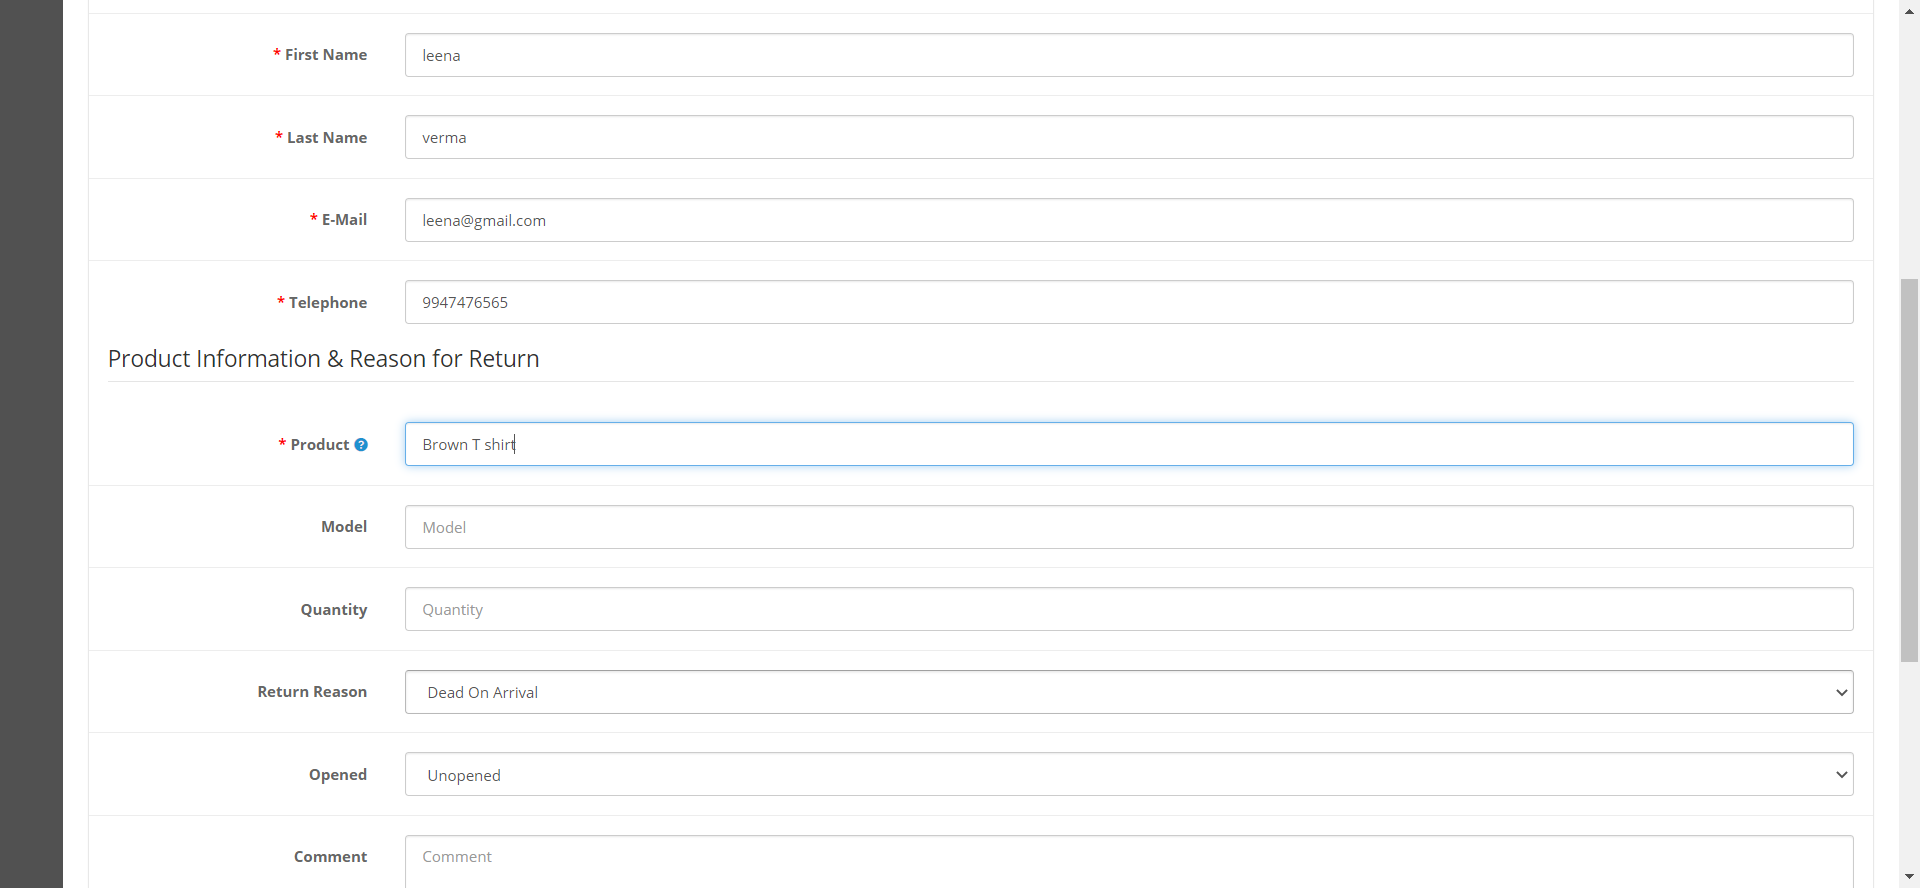 * First Name
leena
* Last Name
verma
* E-Mail
leena@gmail.com
* Telephone
9947476565
Product Information & Reason for Return
* Product ?
Brown T shirt
Model
Model
Quantity
Quantity
Return Reason
Dead On Arrival
Opened
Unopened
Comment
Comment